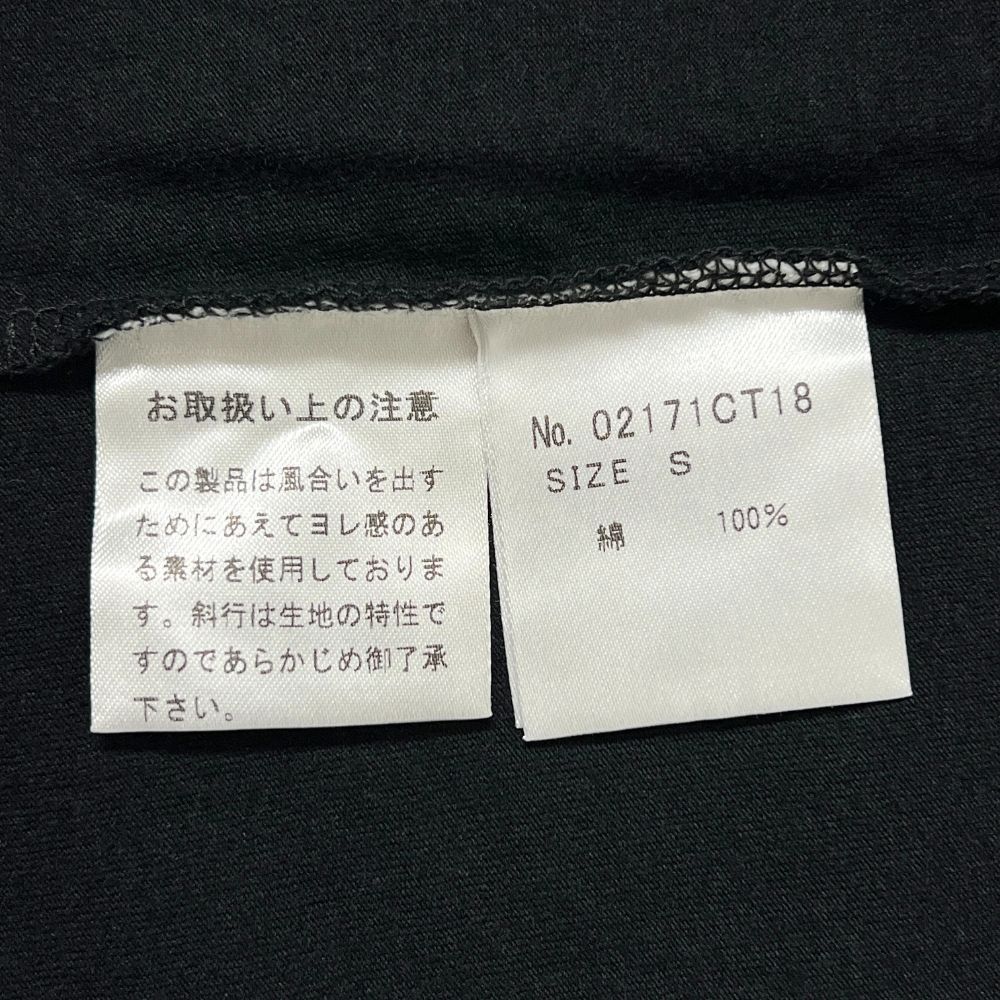 お取扱い上の注意
この製品は風合いを出す
ためにあえてヨレ感のあ
る素材を使用しておりま
す。斜行は生地の特性で
すのであらかじめ御了承
下さい。
No. 02171CT18
SIZE S
綿 100%